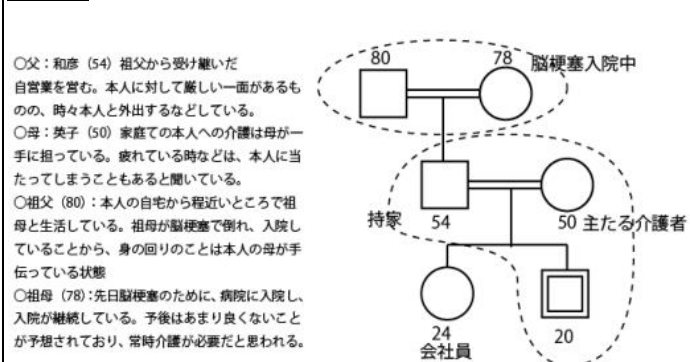 ○父：和彦（54）祖父から受け継いだ
自営業を営む。本人に対して厳しい一面があるも
のの、時々本人と外出するなどしている。
○母：英子（50）家庭での本人への介護は母が一
手に担っている。疲れている時などは、本人に当
たってしまうこともあると聞いている。
○祖父（80）：本人の自宅から程近いところで祖
母と生活している。祖母が脳梗塞で倒れ、入院し
ていることから、身の回りのことは本人の母が手
伝っている状態
○祖母（78）：先日脳梗塞のために、病院に入院し、
入院が継続している。予後はあまり良くないこと
が予想されており、常時介護が必要だと思われる。
80
78
脳梗塞入院中
持家
54
50
主たる介護者
24
会社員
20